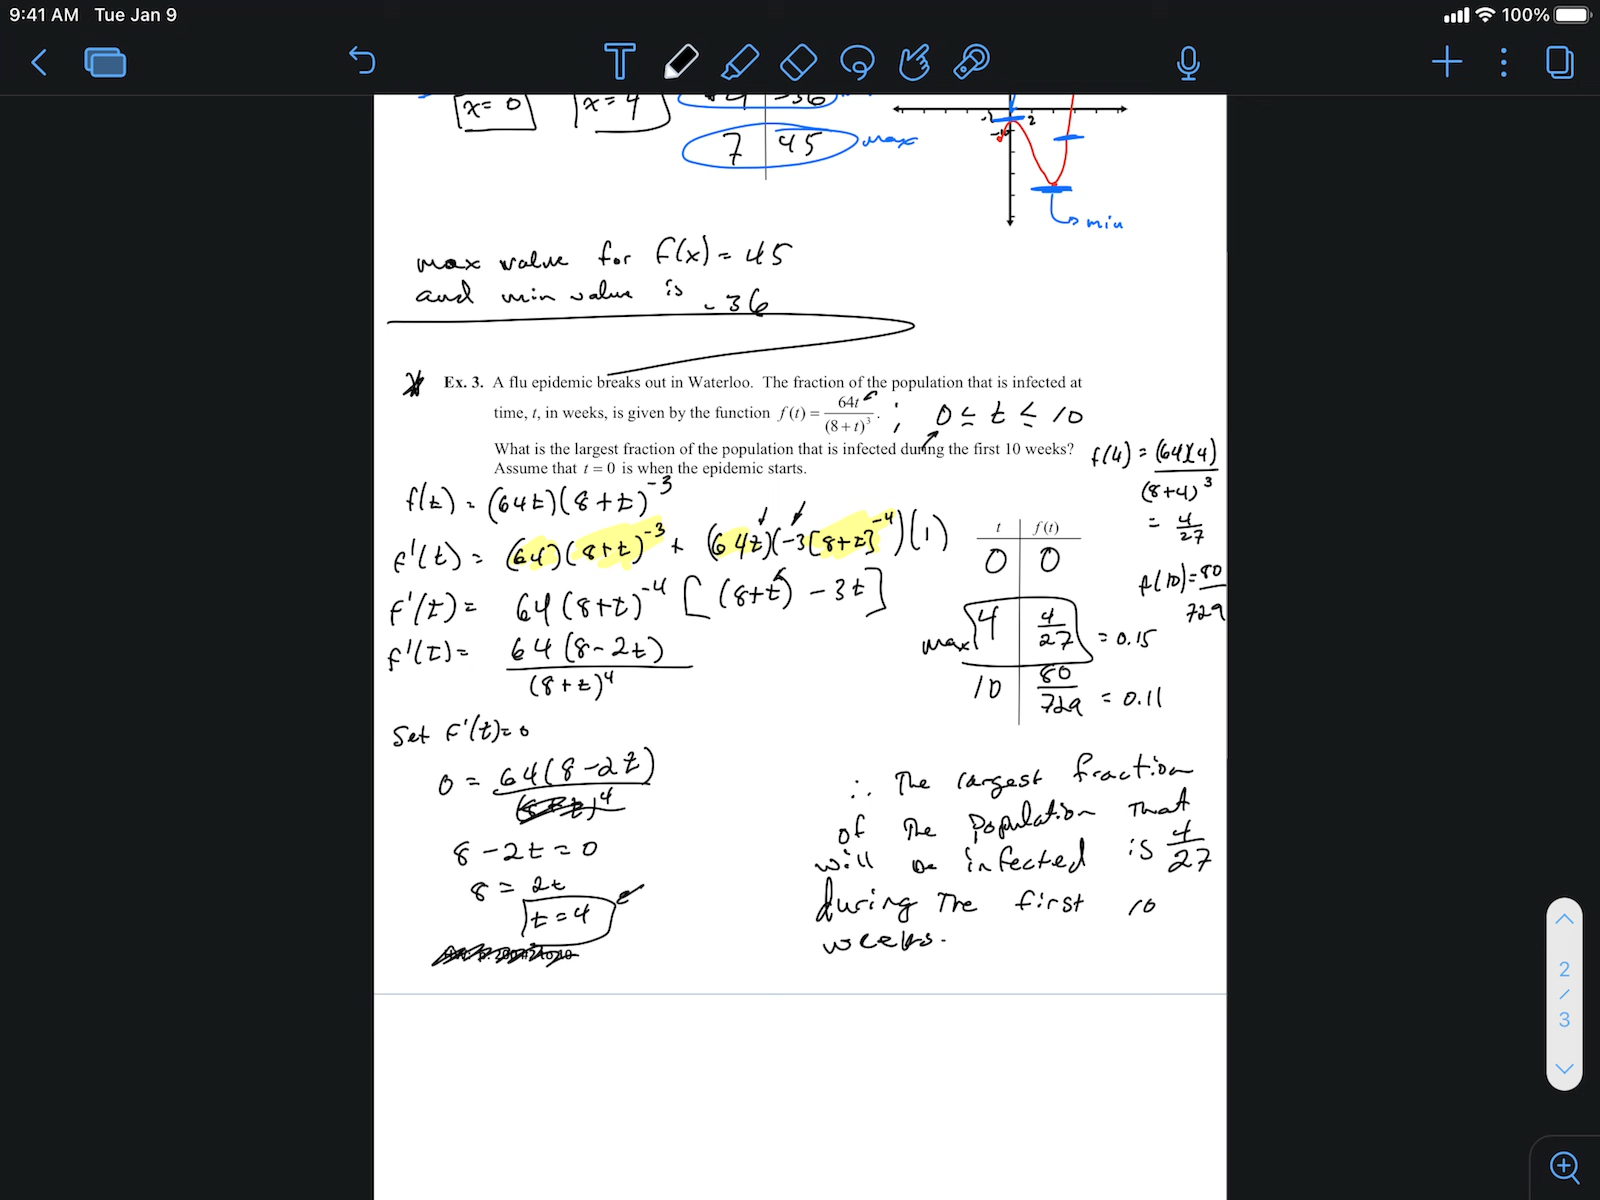 9:41 AM Tue Jan 9
100%
x = 0 x = 4 -36
7 45 max
-2 2
min
max value for f(x) = 45
and min value is -36
Ex. 3. A flu epidemic breaks out in Waterloo. The fraction of the population that is infected at
time, t, in weeks, is given by the function f(t) = 64t / (8 + t)³ . ; 0 ≤ t ≤ 10
What is the largest fraction of the population that is infected during the first 10 weeks?
Assume that t = 0 is when the epidemic starts.
f(4) = (64)(4) / (8+4)³
= 4/27
f(10) = 80/729
f(t) = (64t)(8+t)⁻³
f'(t) = (64)(8+t)⁻³ + (64t)(-3[8+t]⁻⁴)(1)
f'(t) = 64(8+t)⁻⁴ [(8+t) - 3t]
f'(t) = 64(8-2t) / (8+t)⁴
Set f'(t) = 0
0 = 64(8-2t) / (8+t)⁴
8 - 2t = 0
8 = 2t
t = 4
t f(t)
0 0
max 4 4/27 = 0.15
10 80/729 = 0.11
∴ The largest fraction
of The Population That
will be infected is 4/27
during The first 10
weeks.
2
/
3